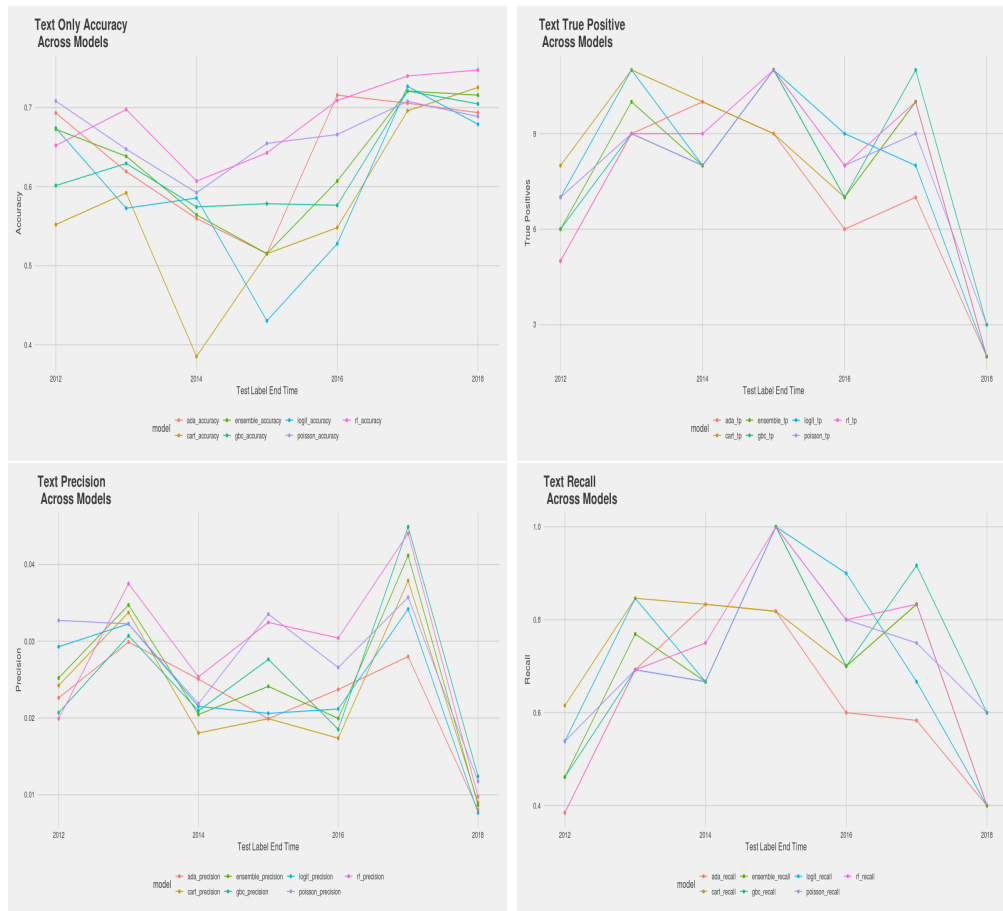 Text Only Accuracy
Across Models
Accuracy
0.7
0.6
0.5
0.4
2012
2014
2016
2018
Test Label End Time
model
ada_accuracy
ensemble_accuracy
logit_accuracy
rf_accuracy
cart_accuracy
gbc_accuracy
poisson_accuracy
Text True Positive
Across Models
True Positives
9
6
3
2012
2014
2016
2018
Test Label End Time
model
ada_tp
ensemble_tp
logit_tp
rf_tp
cart_tp
gbc_tp
poisson_tp
Text Precision
Across Models
Precision
0.04
0.03
0.02
0.01
2012
2014
2016
2018
Test Label End Time
model
ada_precision
ensemble_precision
logit_precision
rf_precision
cart_precision
gbc_precision
poisson_precision
Text Recall
Across Models
Recall
1.0
0.8
0.6
0.4
2012
2014
2016
2018
Test Label End Time
model
ada_recall
ensemble_recall
logit_recall
rf_recall
cart_recall
gbc_recall
poisson_recall